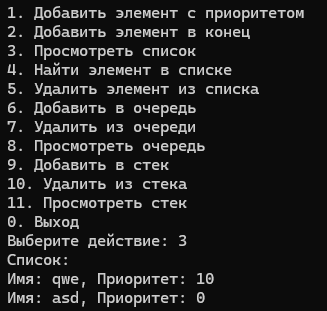 1. Добавить элемент с приоритетом
2. Добавить элемент в конец
3. Просмотреть список
4. Найти элемент в списке
5. Удалить элемент из списка
6. Добавить в очередь
7. Удалить из очереди
8. Просмотреть очередь
9. Добавить в стек
10. Удалить из стека
11. Просмотреть стек
0. Выход
Выберите действие: 3
Список:
Имя: qwe, Приоритет: 10
Имя: asd, Приоритет: 0